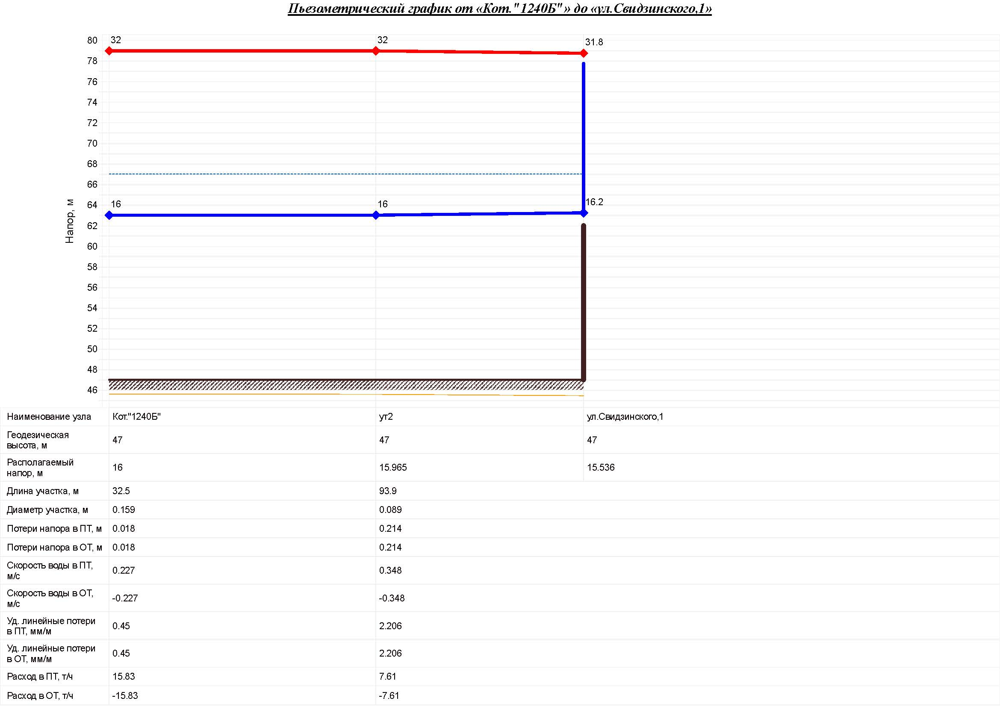 Пьезометрический график от «Кот."1240Б"» до «ул.Свидзинского,1»
80
78
76
74
72
70
68
66
64
62
60
58
56
54
52
50
48
46
Напор, м
32
32
31.8
16
16
16.2
Наименование узла Кот."1240Б" ут2 ул.Свидзинского,1
Геодезическая
высота, м
47 47 47
Располагаемый
напор, м
16 15.965 15.536
Длина участка, м 32.5 93.9
Диаметр участка, м 0.159 0.089
Потери напора в ПТ, м 0.018 0.214
Потери напора в ОТ, м 0.018 0.214
Скорость воды в ПТ,
м/с
0.227 0.348
Скорость воды в ОТ,
м/с
-0.227 -0.348
Уд. линейные потери
в ПТ, мм/м
0.45 2.206
Уд. линейные потери
в ОТ, мм/м
0.45 2.206
Расход в ПТ, т/ч 15.83 7.61
Расход в ОТ, т/ч -15.83 -7.61